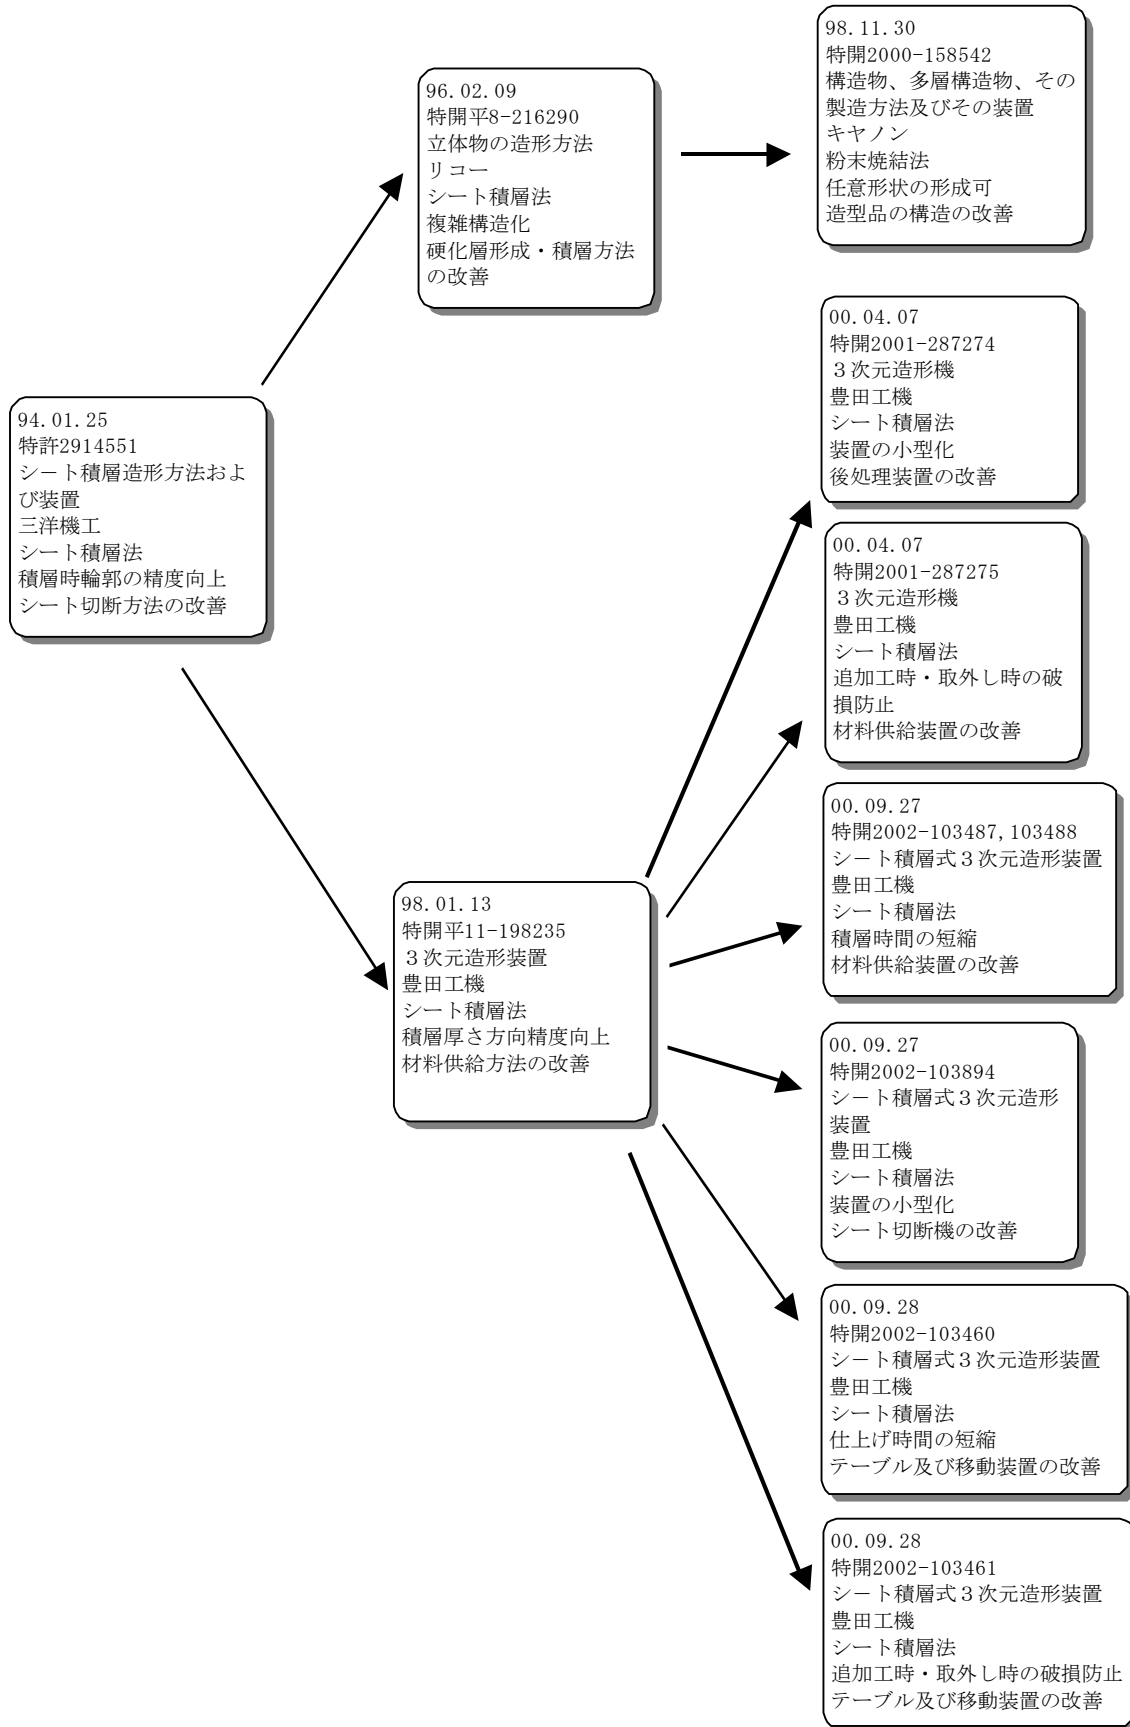 98.11.30
特開2000-158542
構造物、多層構造物、その
製造方法及びその装置
キヤノン
粉末焼結法
任意形状の形成可
造型品の構造の改善
96.02.09
特開平8-216290
立体物の造形方法
リコー
シート積層法
複雑構造化
硬化層形成・積層方法
の改善
00.04.07
特開2001-287274
３次元造形機
豊田工機
シート積層法
装置の小型化
後処理装置の改善
94.01.25
特許2914551
シート積層造形方法およ
び装置
三洋機工
シート積層法
積層時輪郭の精度向上
シート切断方法の改善
00.04.07
特開2001-287275
３次元造形機
豊田工機
シート積層法
追加工時・取外し時の破
損防止
材料供給装置の改善
00.09.27
特開2002-103487,103488
シート積層式３次元造形装置
豊田工機
シート積層法
積層時間の短縮
材料供給装置の改善
98.01.13
特開平11-198235
３次元造形装置
豊田工機
シート積層法
積層厚さ方向精度向上
材料供給方法の改善
00.09.27
特開2002-103894
シート積層式３次元造形
装置
豊田工機
シート積層法
装置の小型化
シート切断機の改善
00.09.28
特開2002-103460
シート積層式３次元造形装置
豊田工機
シート積層法
仕上げ時間の短縮
テーブル及び移動装置の改善
00.09.28
特開2002-103461
シート積層式３次元造形装置
豊田工機
シート積層法
追加工時・取外し時の破損防止
テーブル及び移動装置の改善